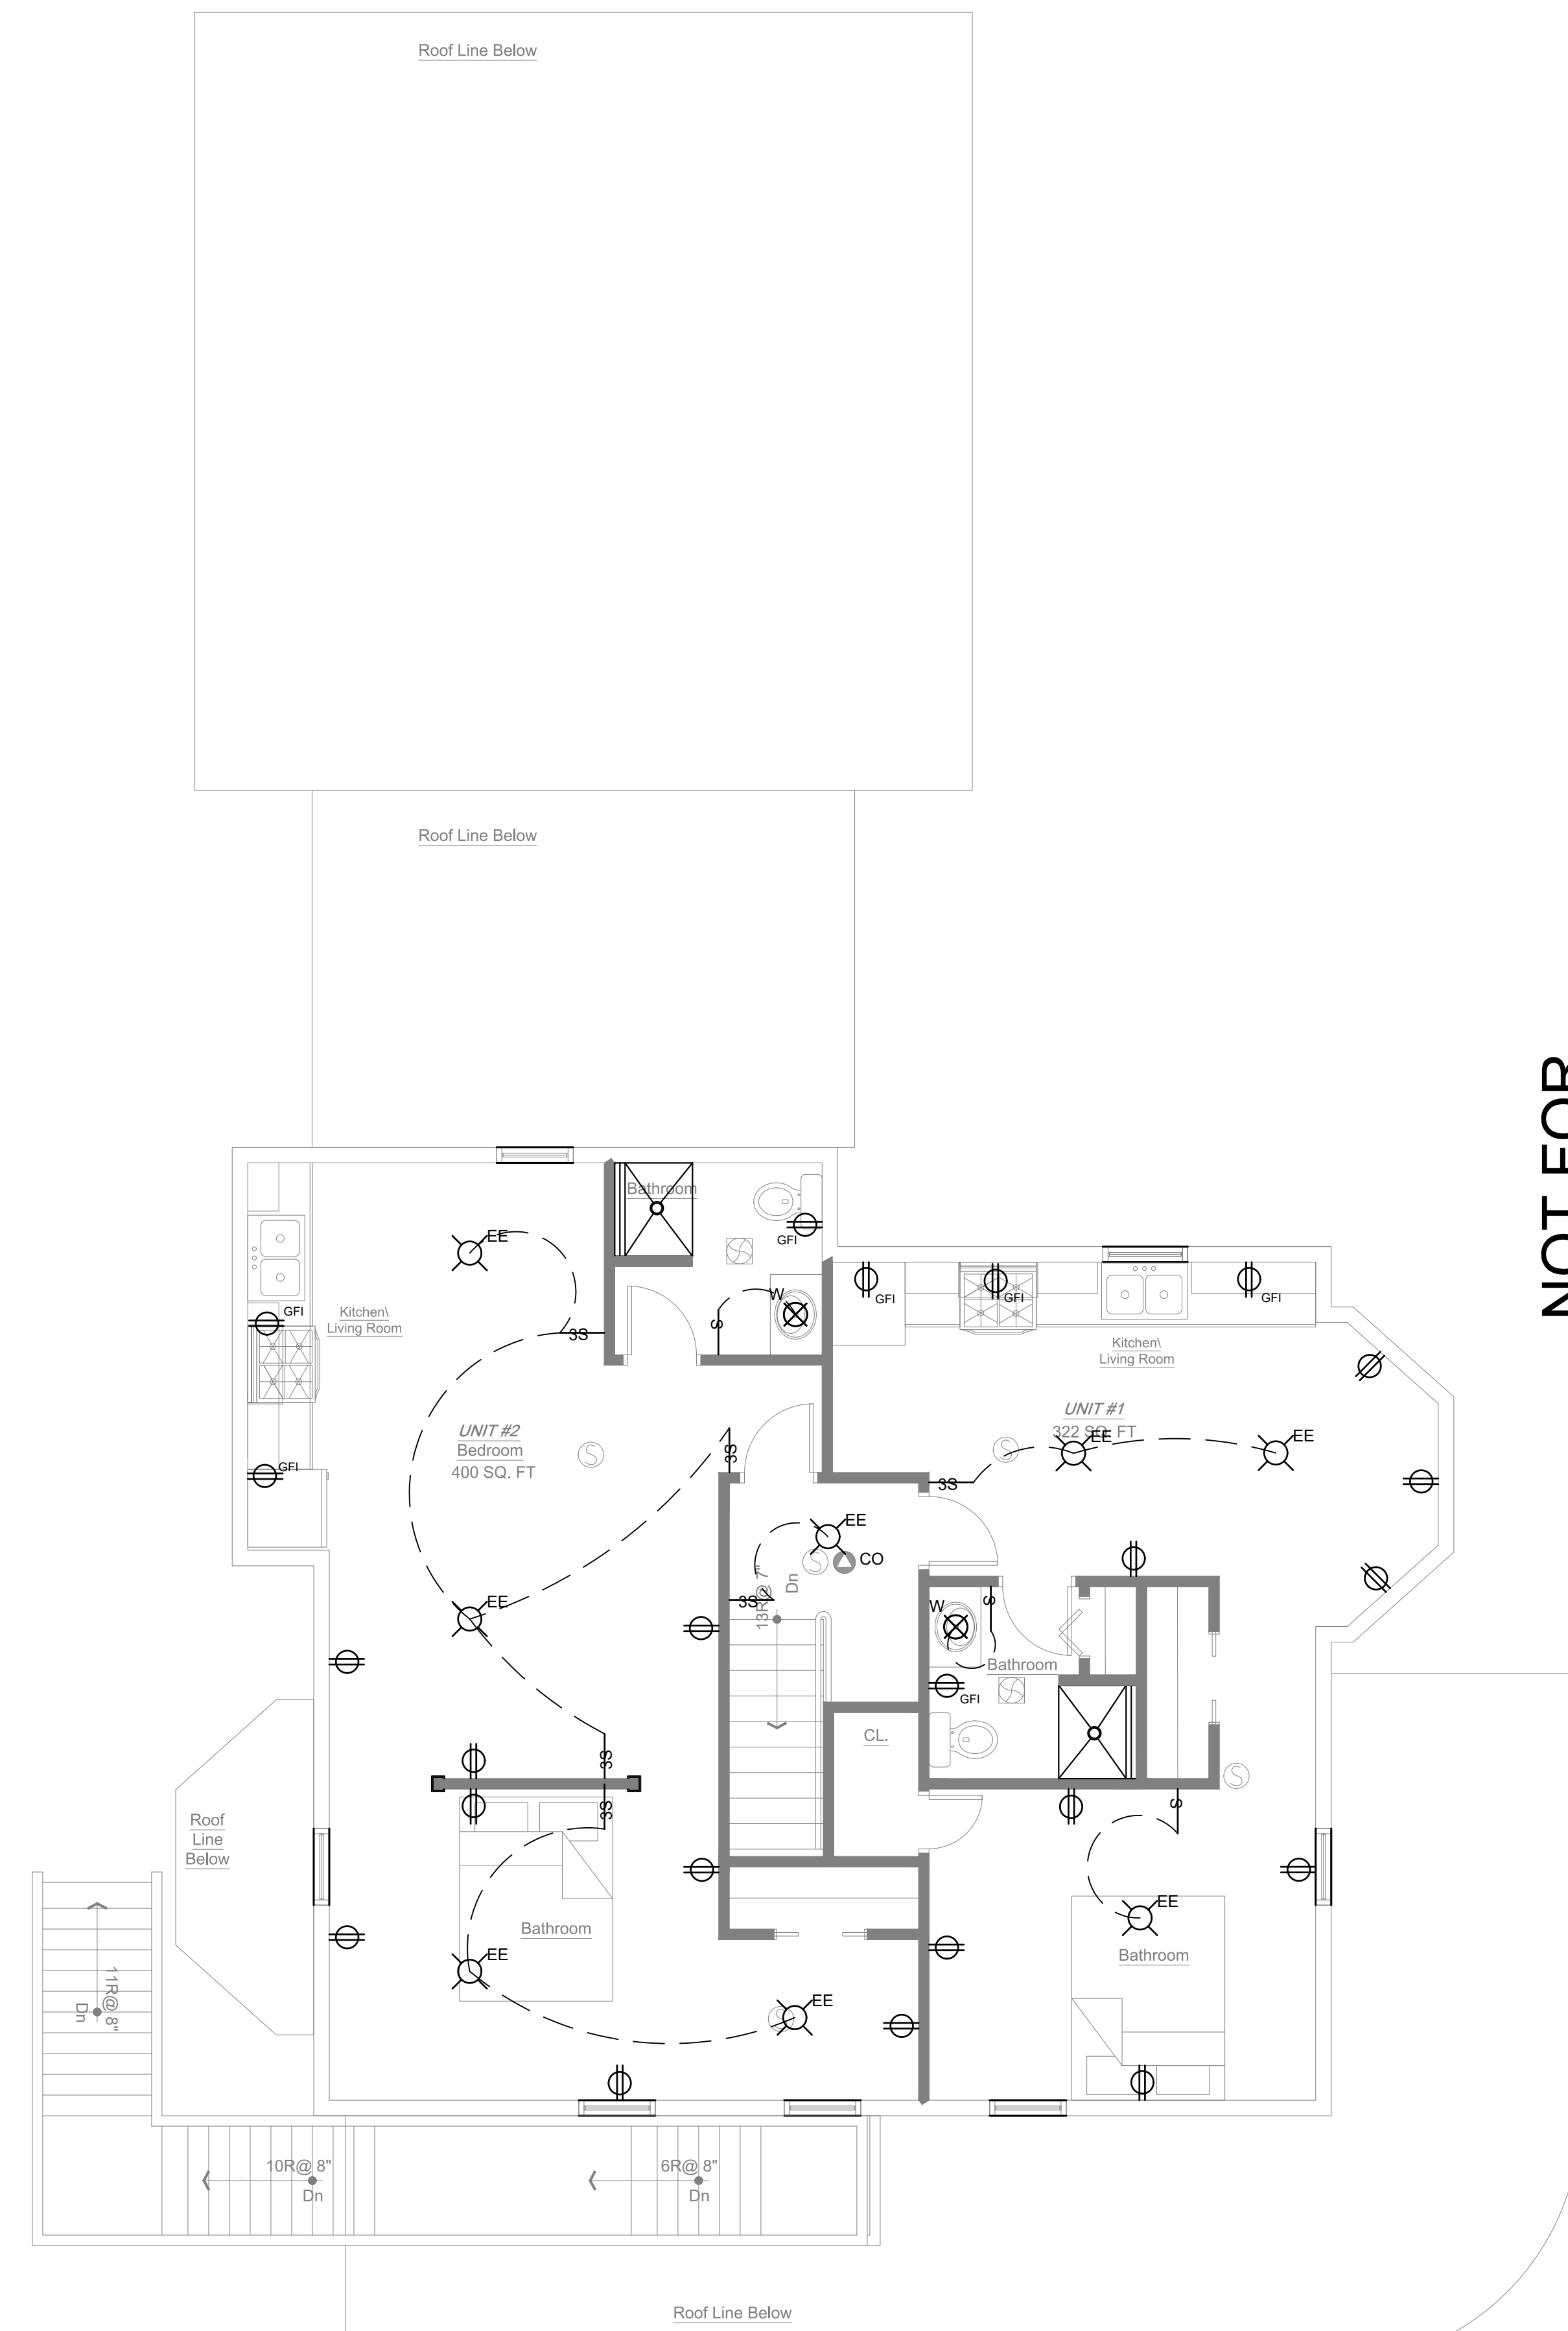 Roof Line Below
Roof Line Below
NOT FOR
Bathroom
EE
GFI
W
S
3S
GFI
Kitchen\
Living Room
GFI
GFI
GFI
Kitchen\
Living Room
UNIT #2
Bedroom
400 SQ. FT
S
3S
GFI
UNIT #1
322 SQ. FT
EE
EE
S
3S
EE
S
CO
3S
13R@ 7"
Dn
EE
W
S
Bathroom
GFI
CL.
3S
3S
S
S
Roof
Line
Below
EE
Bathroom
EE
Bathroom
EE
S
11R@ 8"
Dn
10R@ 8"
Dn
6R@ 8"
Dn
Roof Line Below